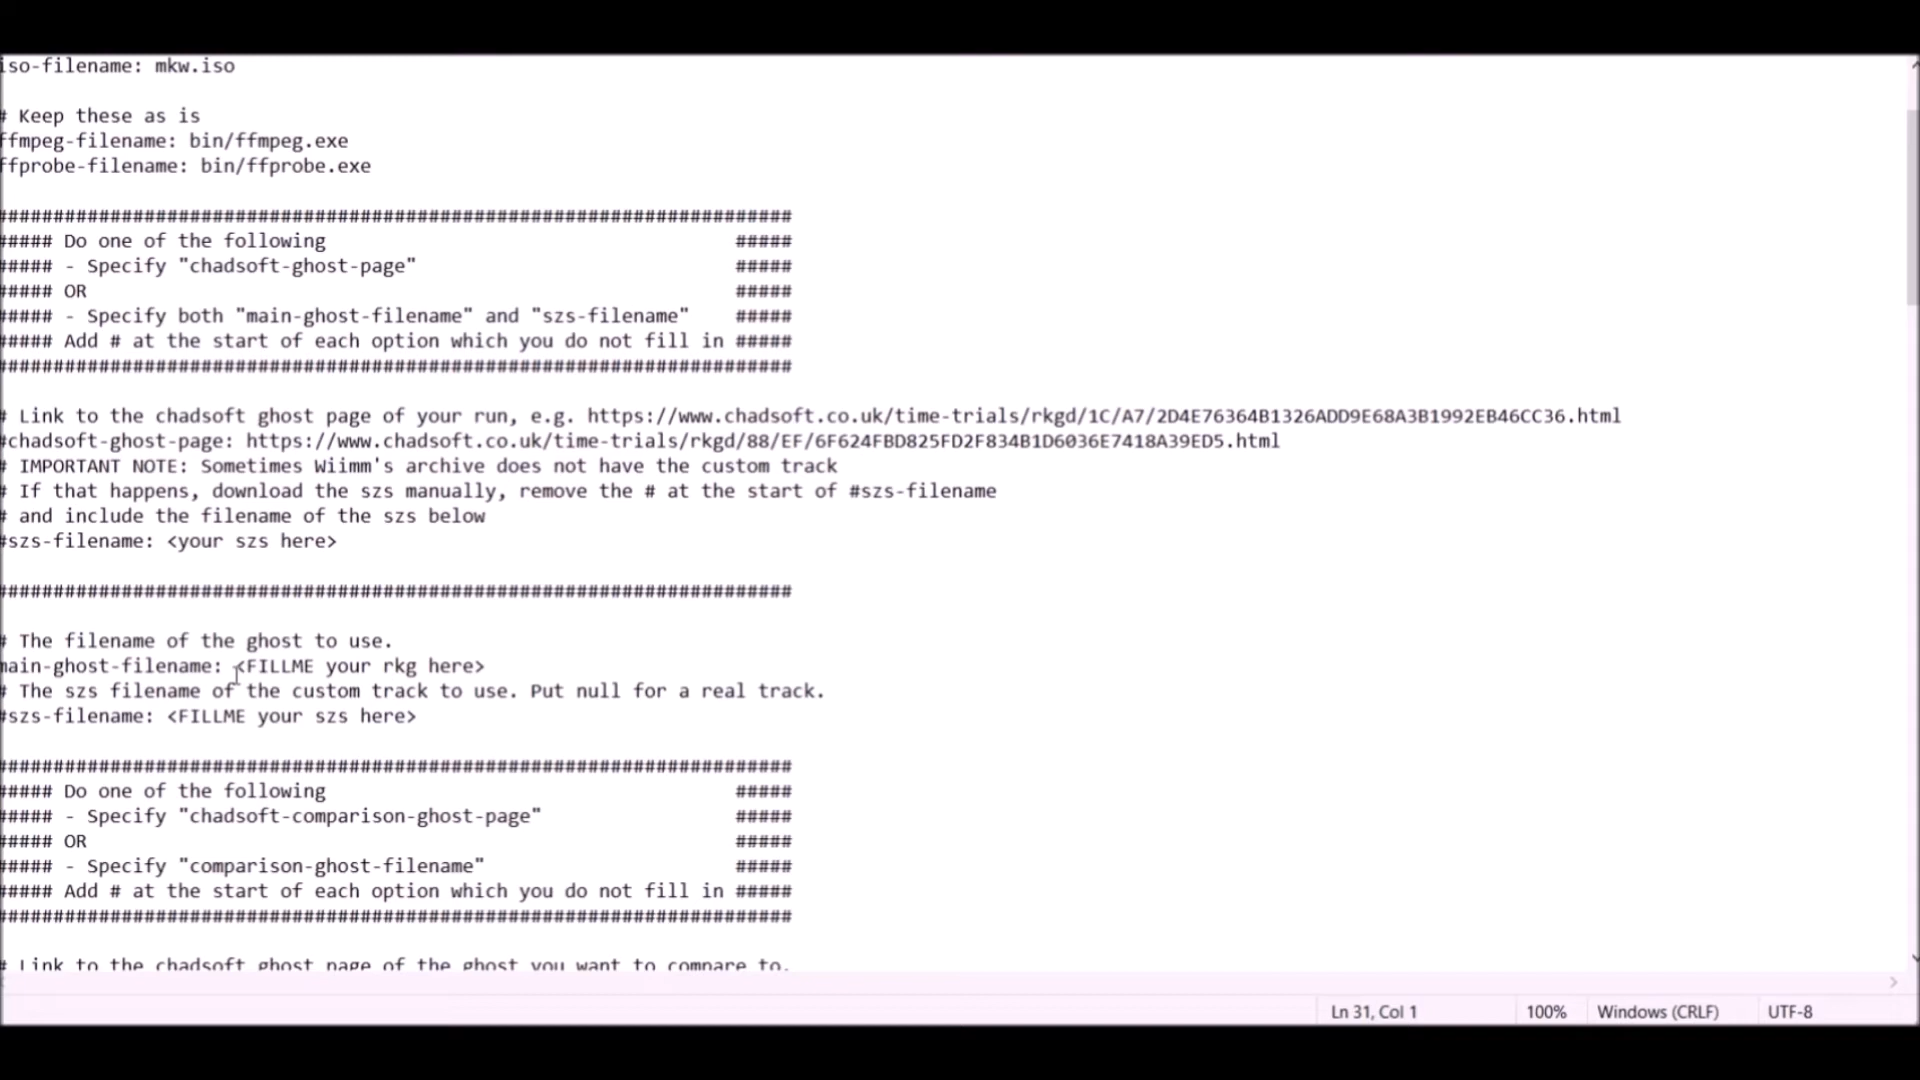 iso-filename: mkw.iso
# Keep these as is
ffmpeg-filename: bin/ffmpeg.exe
ffprobe-filename: bin/ffprobe.exe
######################################################################
##### Do one of the following #####
##### - Specify "chadsoft-ghost-page" #####
##### OR #####
##### - Specify both "main-ghost-filename" and "szs-filename" #####
##### Add # at the start of each option which you do not fill in #####
######################################################################
# Link to the chadsoft ghost page of your run, e.g. https://www.chadsoft.co.uk/time-trials/rkgd/1C/A7/2D4E76364B1326ADD9E68A3B1992EB46CC36.html
#chadsoft-ghost-page: https://www.chadsoft.co.uk/time-trials/rkgd/88/EF/6F624FBD825FD2F834B1D6036E7418A39ED5.html
# IMPORTANT NOTE: Sometimes Wiimm's archive does not have the custom track
# If that happens, download the szs manually, remove the # at the start of #szs-filename
# and include the filename of the szs below
#szs-filename: <your szs here>
######################################################################
# The filename of the ghost to use.
main-ghost-filename: <FILLME your rkg here>
# The szs filename of the custom track to use. Put null for a real track.
#szs-filename: <FILLME your szs here>
######################################################################
##### Do one of the following #####
##### - Specify "chadsoft-comparison-ghost-page" #####
##### OR #####
##### - Specify "comparison-ghost-filename" #####
##### Add # at the start of each option which you do not fill in #####
######################################################################
# Link to the chadsoft ghost page of the ghost you want to compare to.
Ln 31, Col 1 100% Windows (CRLF) UTF-8